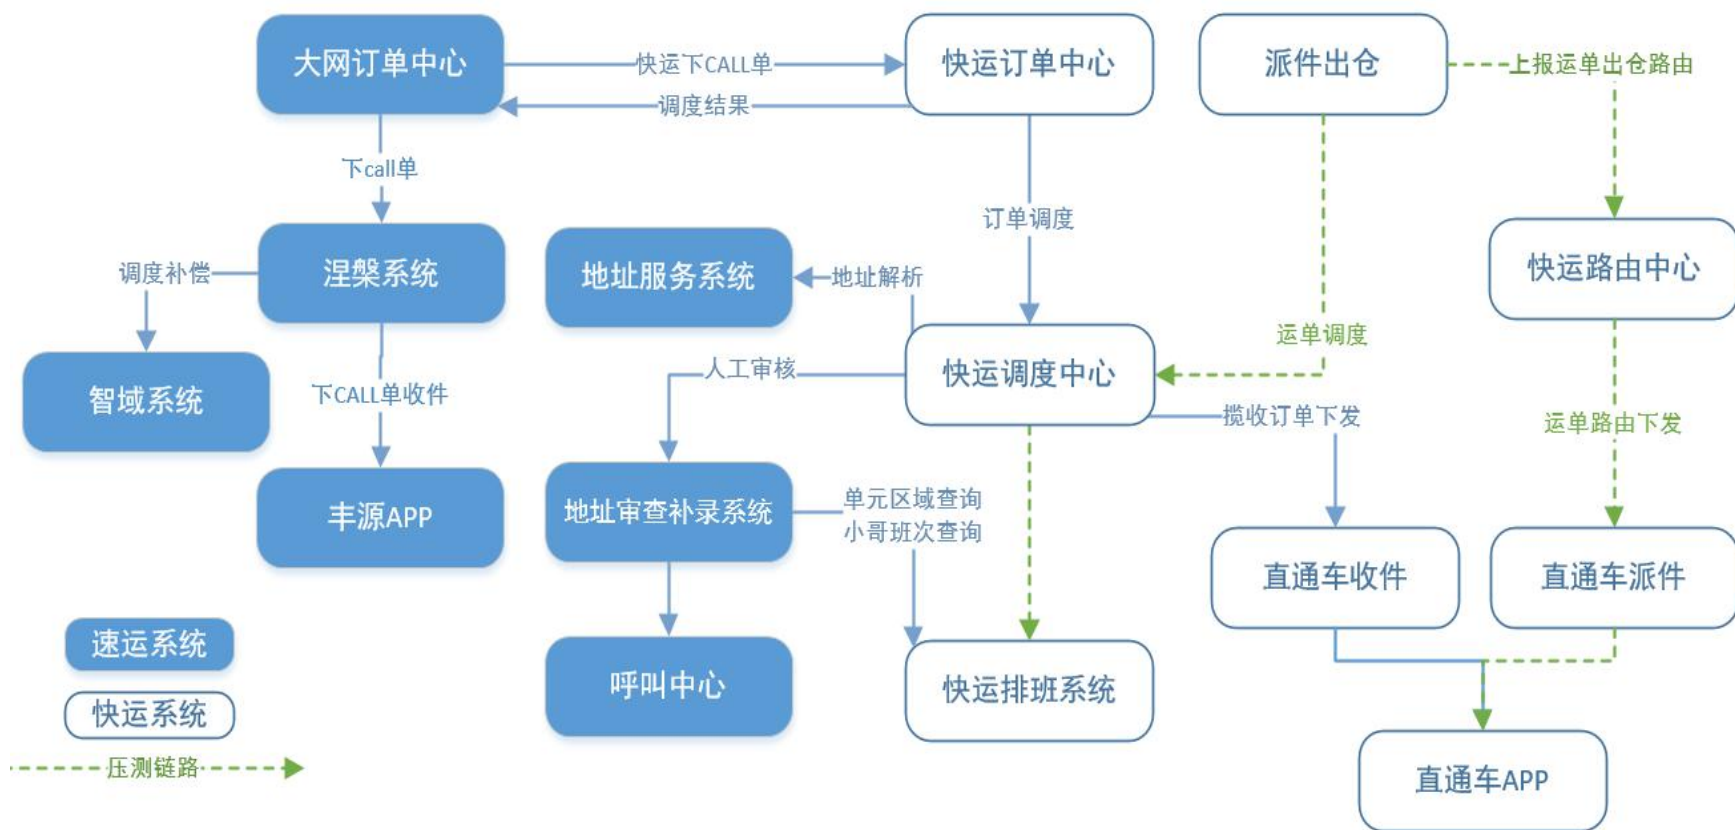 大网订单中心
快运下CALL单
快运订单中心
派件出仓
上报运单出仓路由
调度结果
下call单
订单调度
调度补偿
涅槃系统
地址服务系统
地址解析
快运路由中心
运单调度
智域系统
下CALL单收件
人工审核
快运调度中心
揽收订单下发
运单路由下发
丰源APP
地址审查补录系统
单元区域查询
小哥班次查询
直通车收件
直通车派件
速运系统
呼叫中心
快运排班系统
快运系统
压测链路
直通车APP